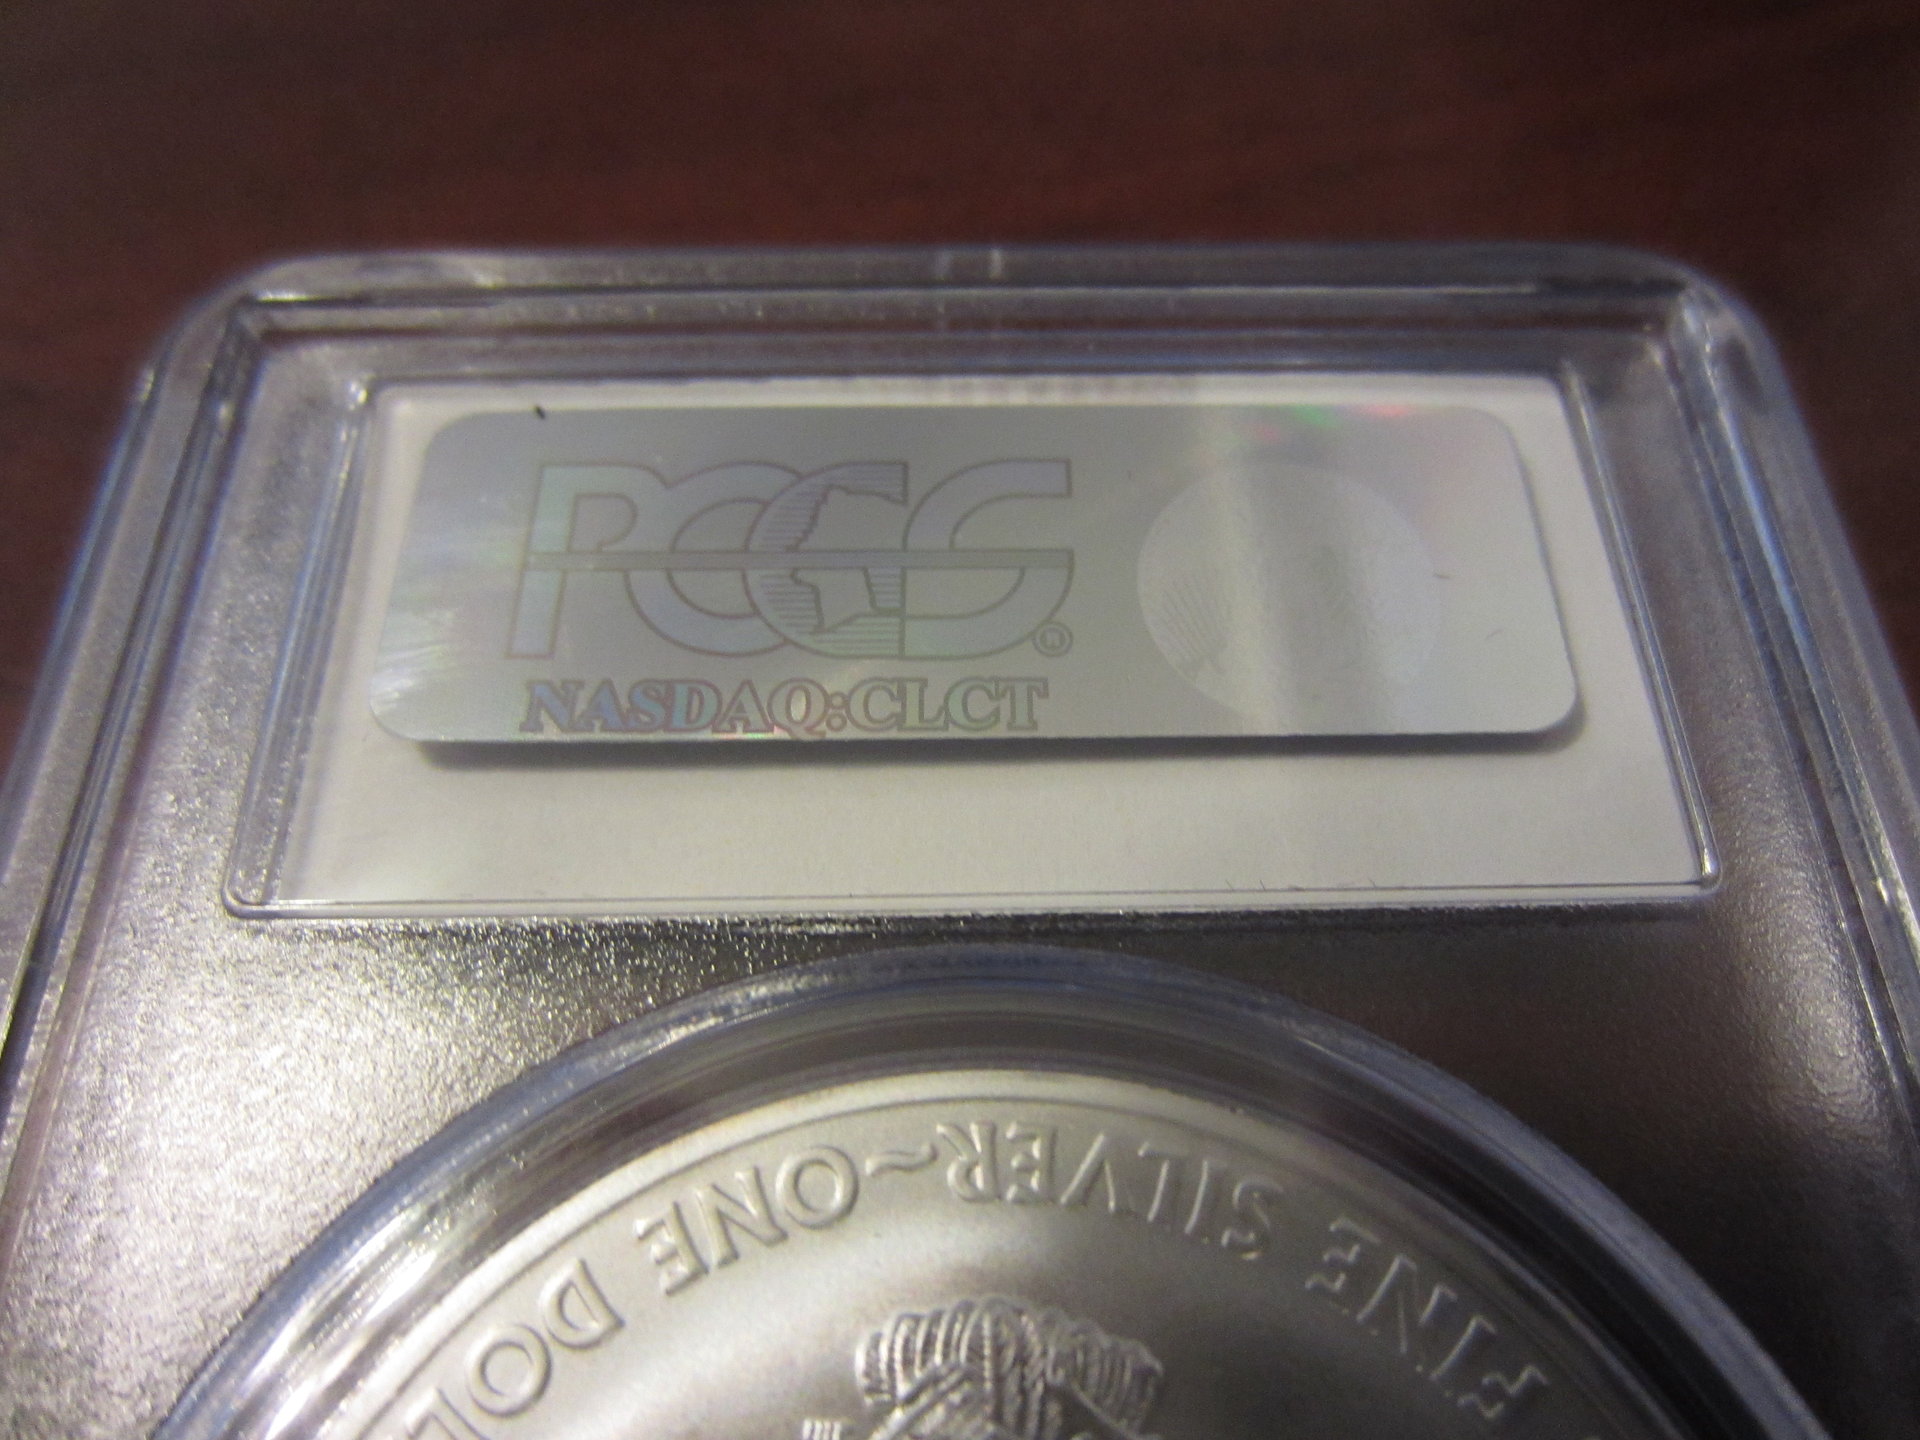 PCGS®
NASDAQ:CLCT
FINE SILVER~ONE DOL